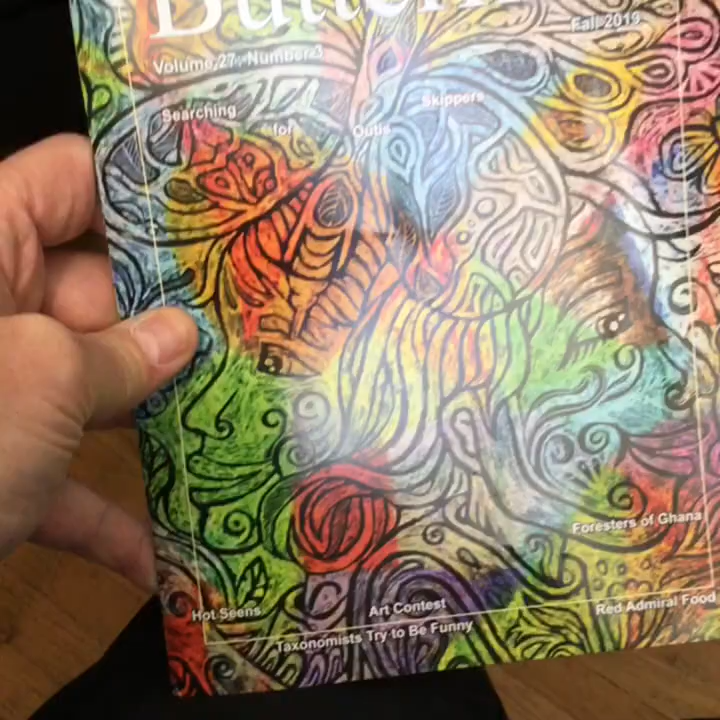 Fall 2019
Volume 27, Number 3
Searching for Outis Skippers
Foresters of Ghana
Hot Seens
Art Contest
Red Admiral Food
Taxonomists Try to Be Funny